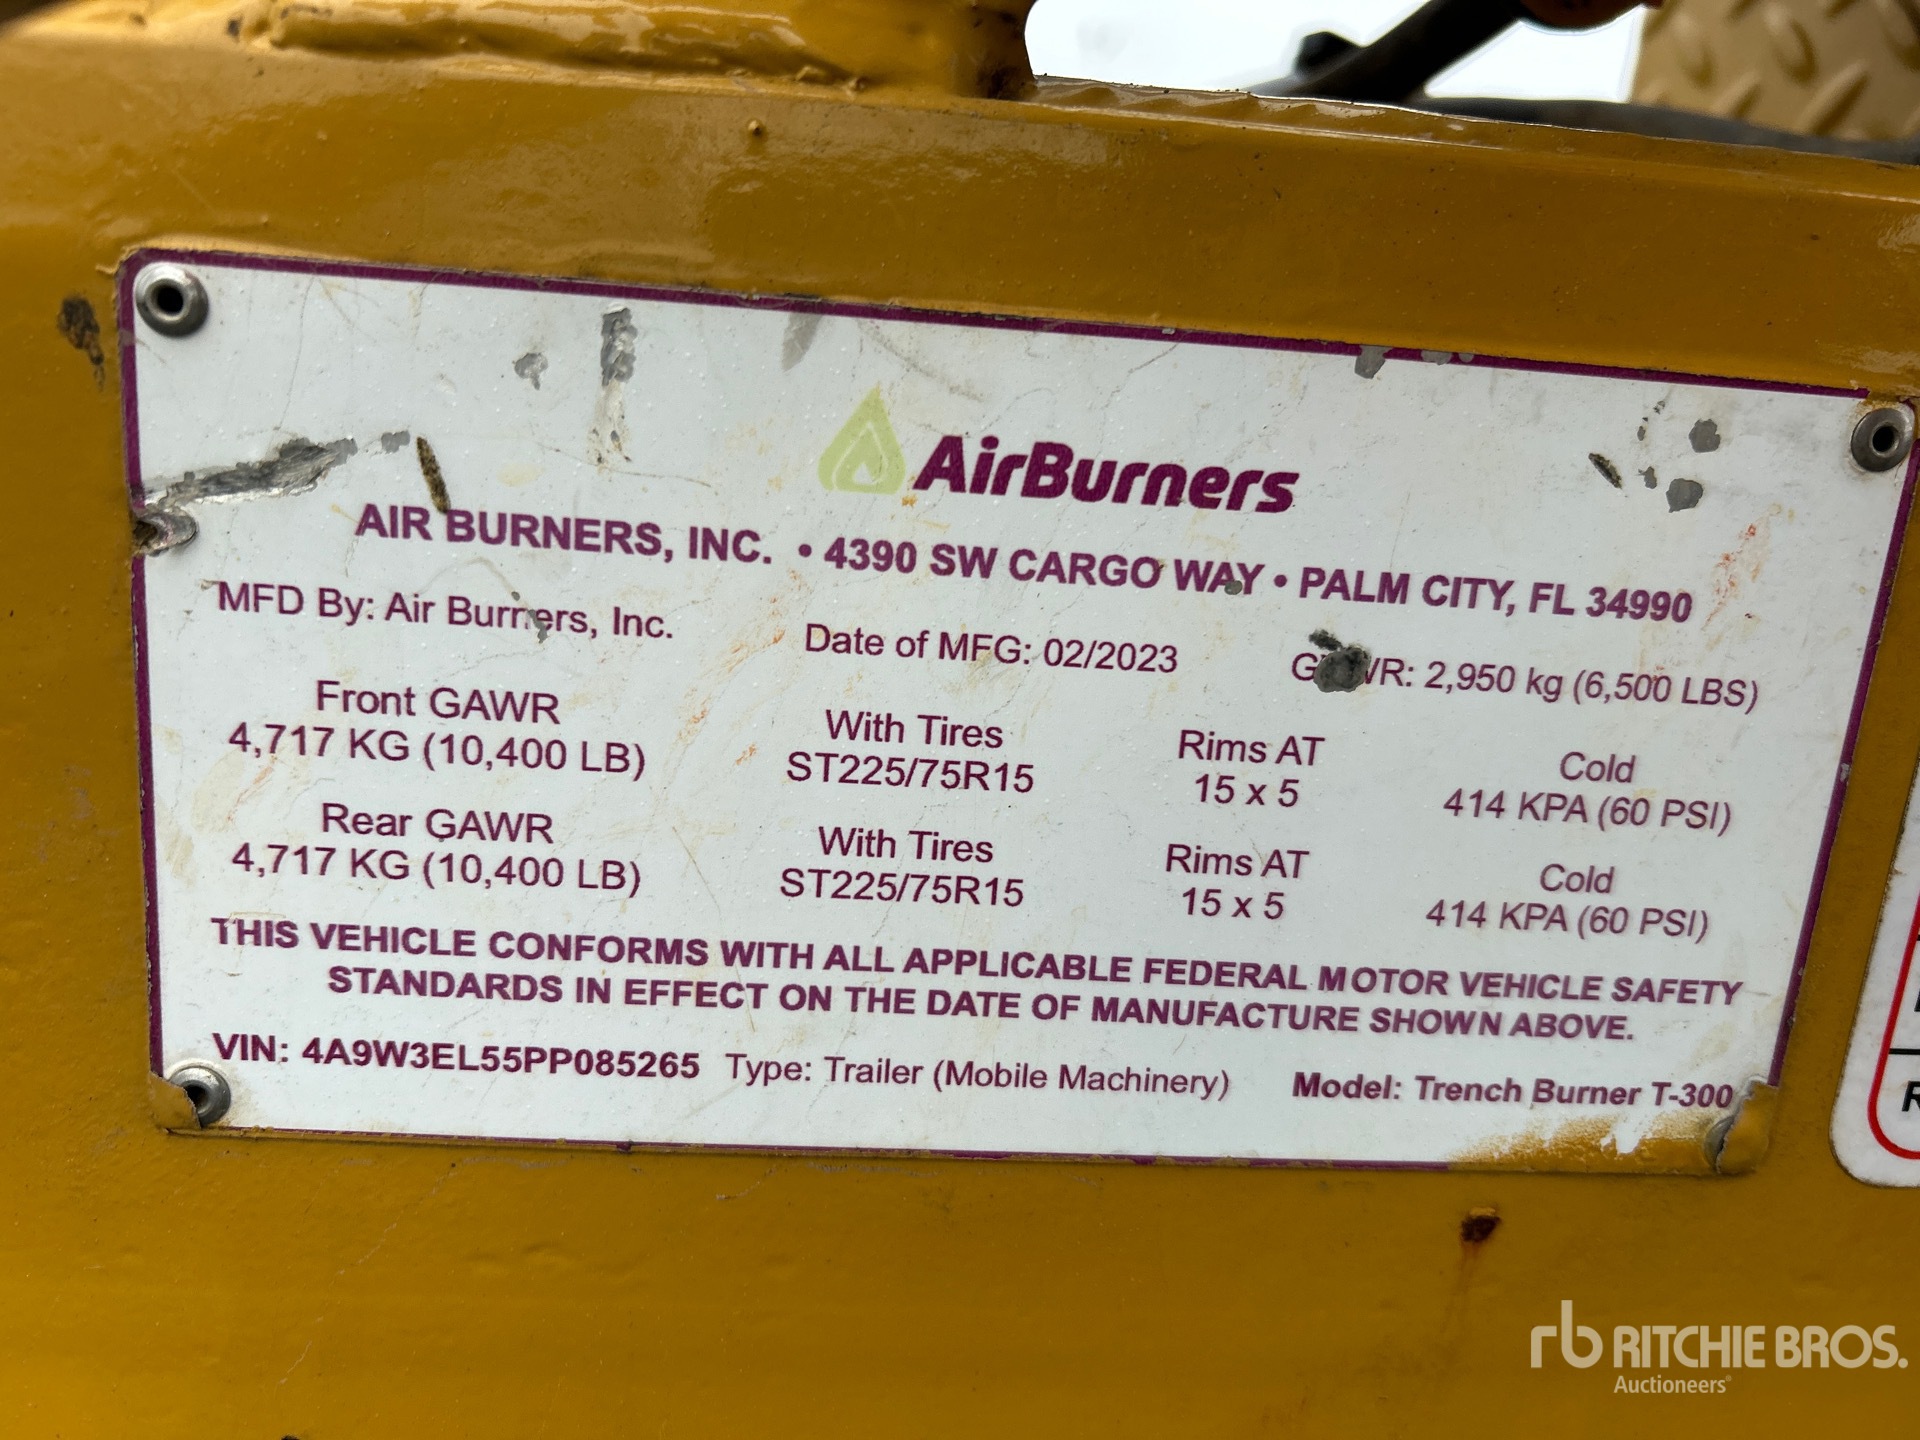 AirBurners
AIR BURNERS, INC. • 4390 SW CARGO WAY • PALM CITY, FL 34990
MFD By: Air Burners, Inc. Date of MFG: 02/2023 GVWR: 2,950 kg (6,500 LBS)
Front GAWR With Tires Rims AT Cold
4,717 KG (10,400 LB) ST225/75R15 15 x 5 414 KPA (60 PSI)
Rear GAWR With Tires Rims AT Cold
4,717 KG (10,400 LB) ST225/75R15 15 x 5 414 KPA (60 PSI)
THIS VEHICLE CONFORMS WITH ALL APPLICABLE FEDERAL MOTOR VEHICLE SAFETY
STANDARDS IN EFFECT ON THE DATE OF MANUFACTURE SHOWN ABOVE.
VIN: 4A9W3EL55PP085265 Type: Trailer (Mobile Machinery) Model: Trench Burner T-300
rb RITCHIE BROS.
Auctioneers